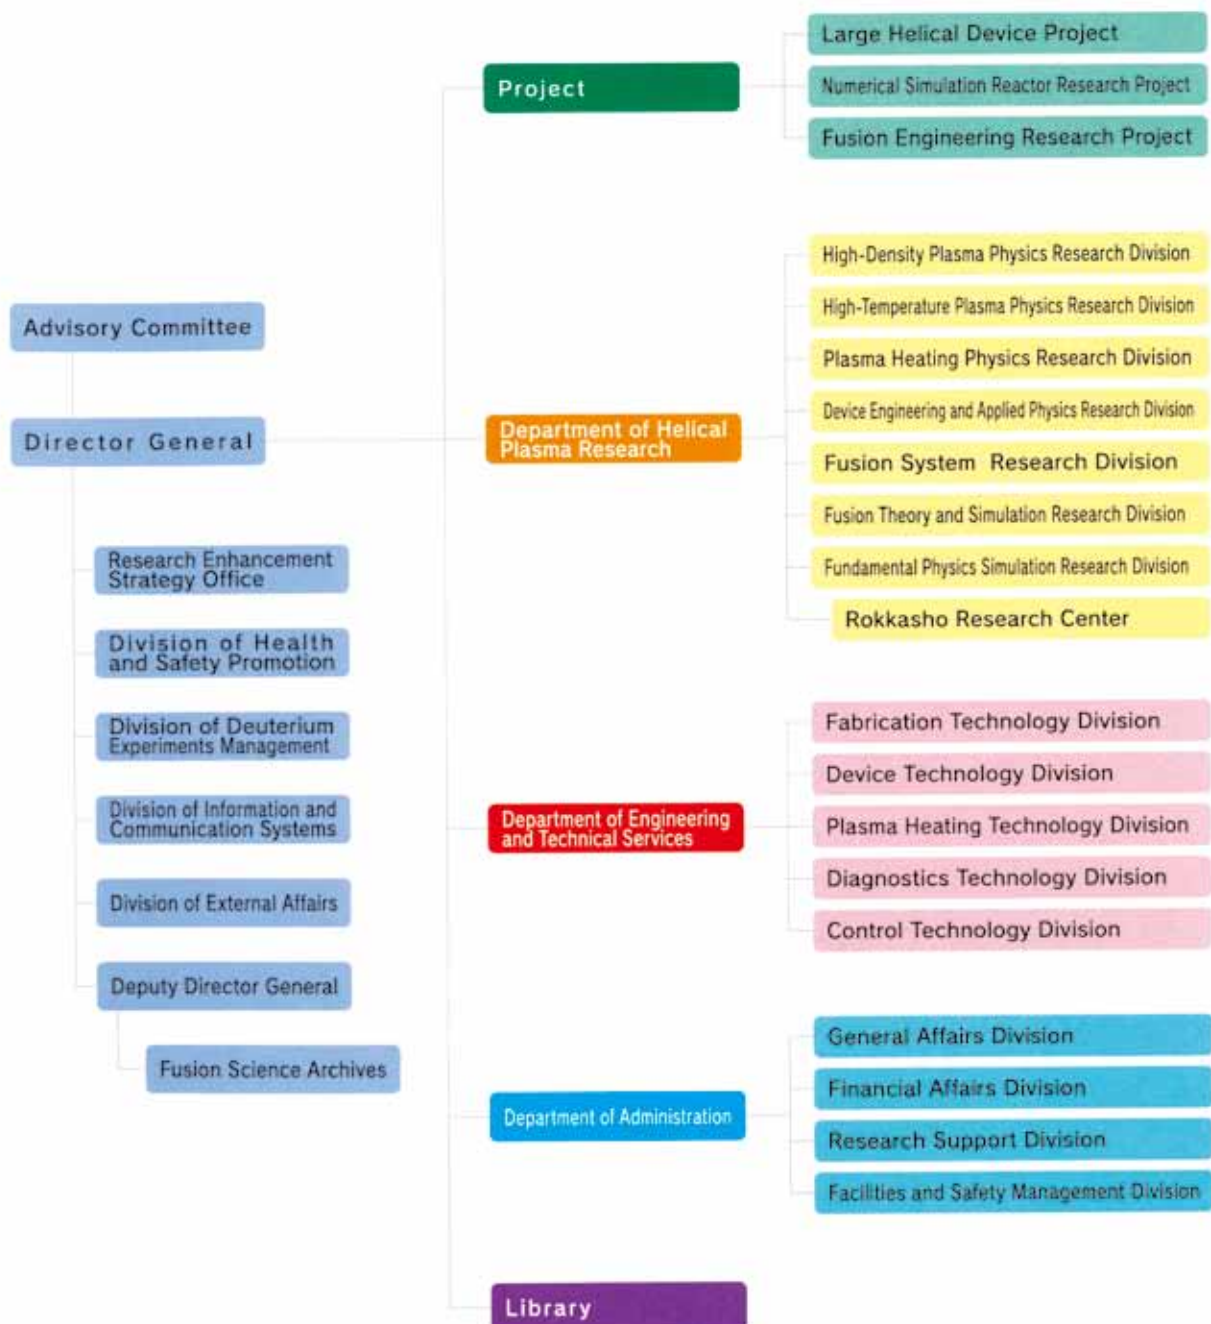 Advisory Committee
Director General
Research Enhancement
Strategy Office
Division of Health
and Safety Promotion
Division of Deuterium
Experiments Management
Division of Information and
Communication Systems
Division of External Affairs
Deputy Director General
Fusion Science Archives
Project
Large Helical Device Project
Numerical Simulation Reactor Research Project
Fusion Engineering Research Project
Department of Helical
Plasma Research
High-Density Plasma Physics Research Division
High-Temperature Plasma Physics Research Division
Plasma Heating Physics Research Division
Device Engineering and Applied Physics Research Division
Fusion System Research Division
Fusion Theory and Simulation Research Division
Fundamental Physics Simulation Research Division
Rokkasho Research Center
Department of Engineering
and Technical Services
Fabrication Technology Division
Device Technology Division
Plasma Heating Technology Division
Diagnostics Technology Division
Control Technology Division
Department of Administration
General Affairs Division
Financial Affairs Division
Research Support Division
Facilities and Safety Management Division
Library